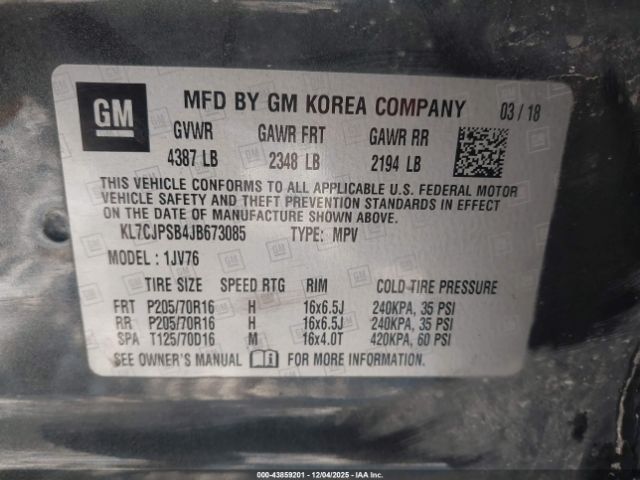 GM MFD BY GM KOREA COMPANY 03 / 18
GVWR GAWR FRT GAWR RR
4387 LB 2348 LB 2194 LB
THIS VEHICLE CONFORMS TO ALL APPLICABLE U.S. FEDERAL MOTOR
VEHICLE SAFETY AND THEFT PREVENTION STANDARDS IN EFFECT
ON THE DATE OF MANUFACTURE SHOWN ABOVE.
KL7CJPSB4JB673085 TYPE: MPV
MODEL : 1JV76
TIRE SIZE SPEED RTG RIM COLD TIRE PRESSURE
FRT P205/70R16 H 16x6.5J 240KPA, 35 PSI
RR P205/70R16 H 16x6.5J 240KPA, 35 PSI
SPA T125/70D16 M 16x4.0T 420KPA, 60 PSI
SEE OWNER'S MANUAL FOR MORE INFORMATION.
000-43859201 - 12/04/2025 - IAAI.CA